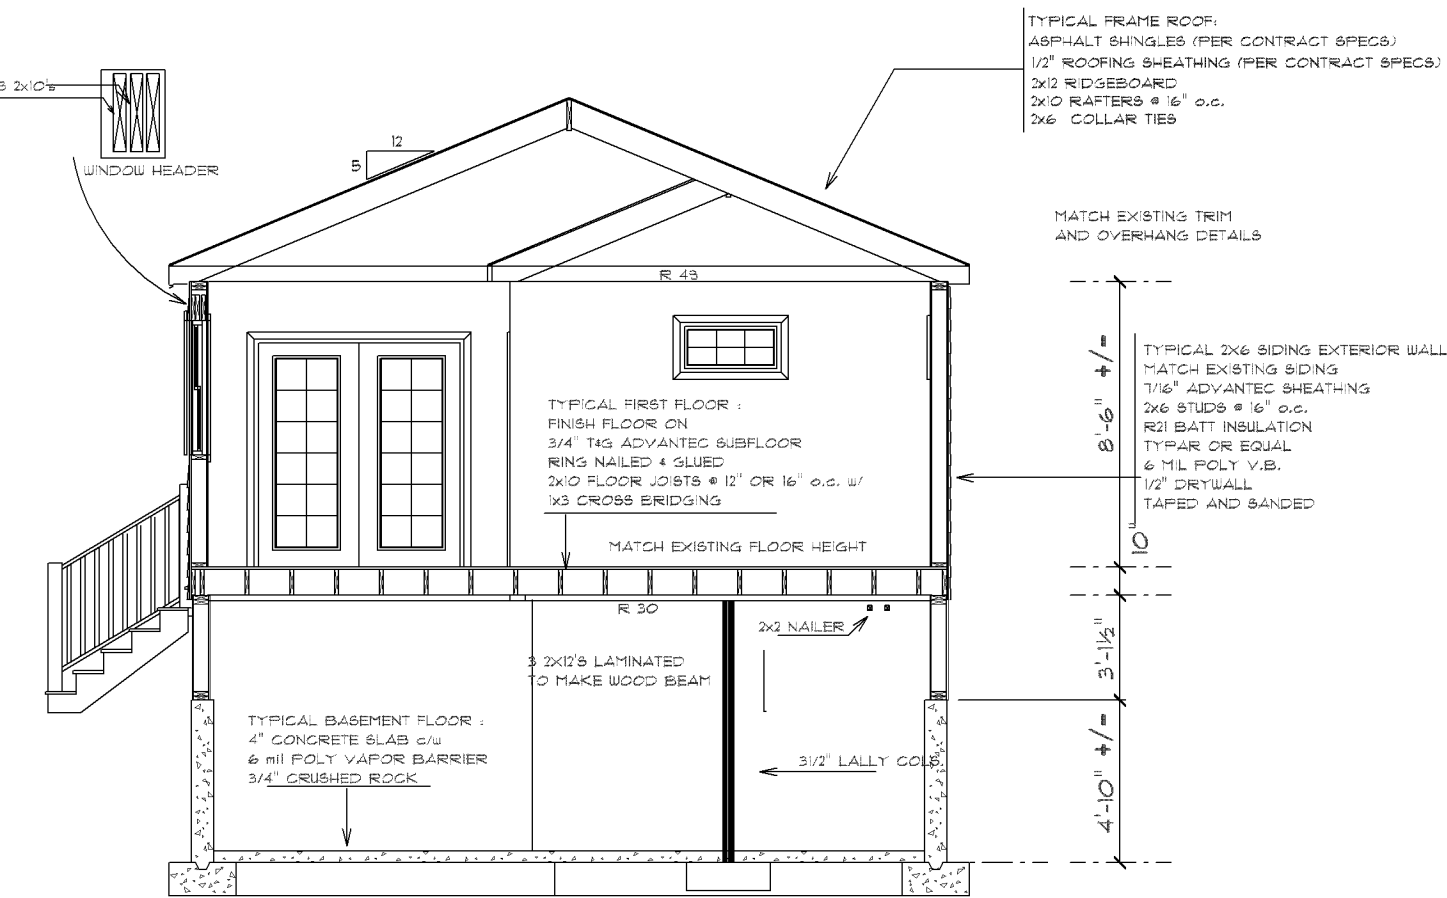 TYPICAL FRAME ROOF:
ASPHALT SHINGLES (PER CONTRACT SPECS)
1/2" ROOFING SHEATHING (PER CONTRACT SPECS)
2x12 RIDGEBOARD
2x10 RAFTERS @ 16" o.c.
2x6 COLLAR TIES
3 2x10's
WINDOW HEADER
12
5
MATCH EXISTING TRIM
AND OVERHANG DETAILS
R 43
8'-6" +/-
TYPICAL 2X6 SIDING EXTERIOR WALL
MATCH EXISTING SIDING
7/16" ADVANTEC SHEATHING
2x6 STUDS @ 16" o.c.
R21 BATT INSULATION
TYPAR OR EQUAL
6 MIL POLY V.B.
1/2" DRYWALL
TAPED AND SANDED
TYPICAL FIRST FLOOR :
FINISH FLOOR ON
3/4" T&G ADVANTEC SUBFLOOR
RING NAILED & GLUED
2x10 FLOOR JOISTS @ 12" OR 16" o.c. W/
1x3 CROSS BRIDGING
MATCH EXISTING FLOOR HEIGHT
10"
R 30
2x2 NAILER
3'-1½"
3 2X12'S LAMINATED
TO MAKE WOOD BEAM
TYPICAL BASEMENT FLOOR :
4" CONCRETE SLAB c/w
6 mil POLY VAPOR BARRIER
3/4" CRUSHED ROCK
31/2" LALLY COLS.
4'-10" +/-